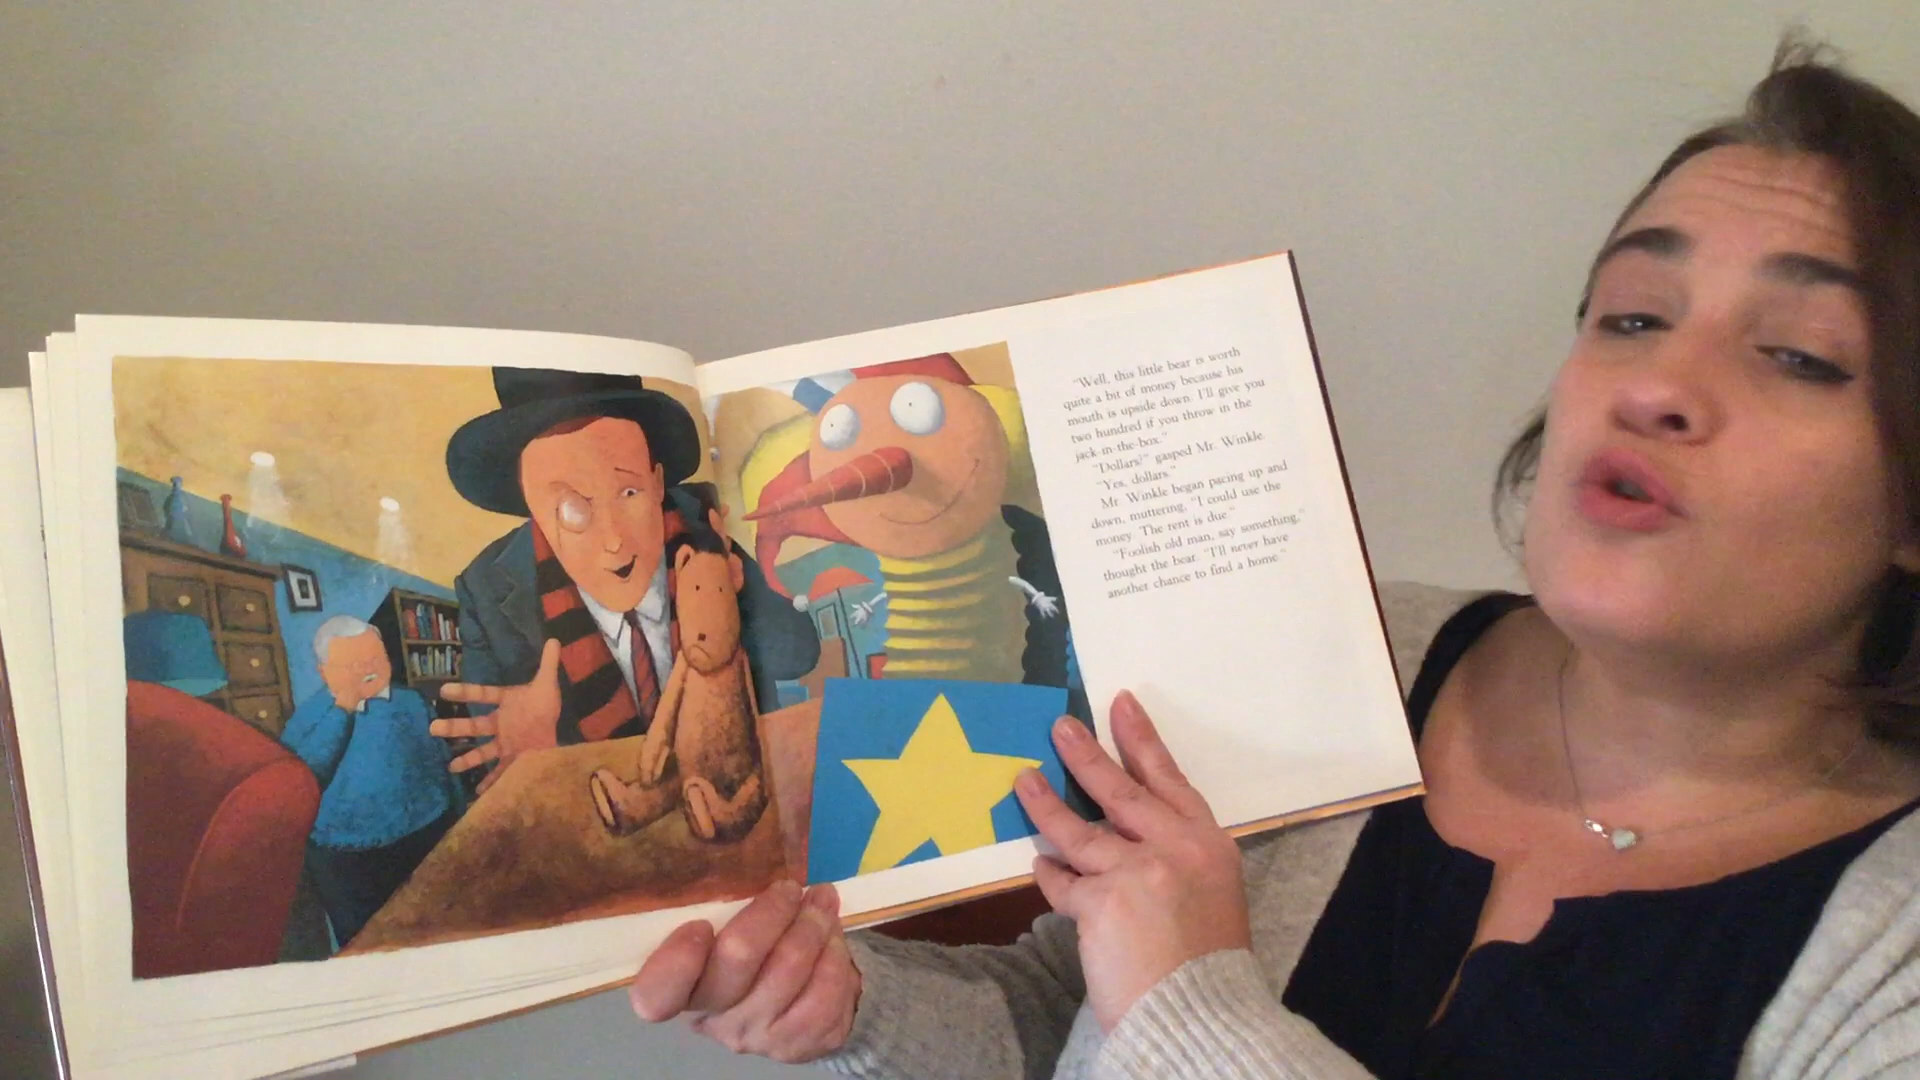 "Well, this little bear is worth
quite a bit of money because his
mouth is upside down. I'll give you
two hundred if you throw in the
jack-in-the-box."
"Dollars?" gasped Mr. Winkle.
"Yes, dollars."
Mr. Winkle began pacing up and
down, muttering, "I could use the
money. The rent is due."
"Foolish old man, say something,"
thought the bear. "I'll never have
another chance to find a home."